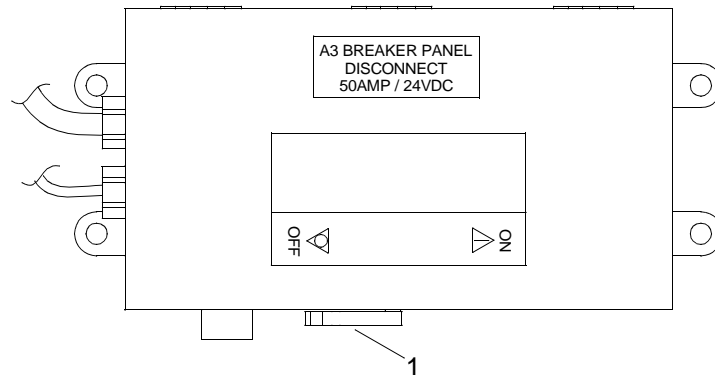 A3 BREAKER PANEL
DISCONNECT
50AMP / 24VDC
OFF
ON
1